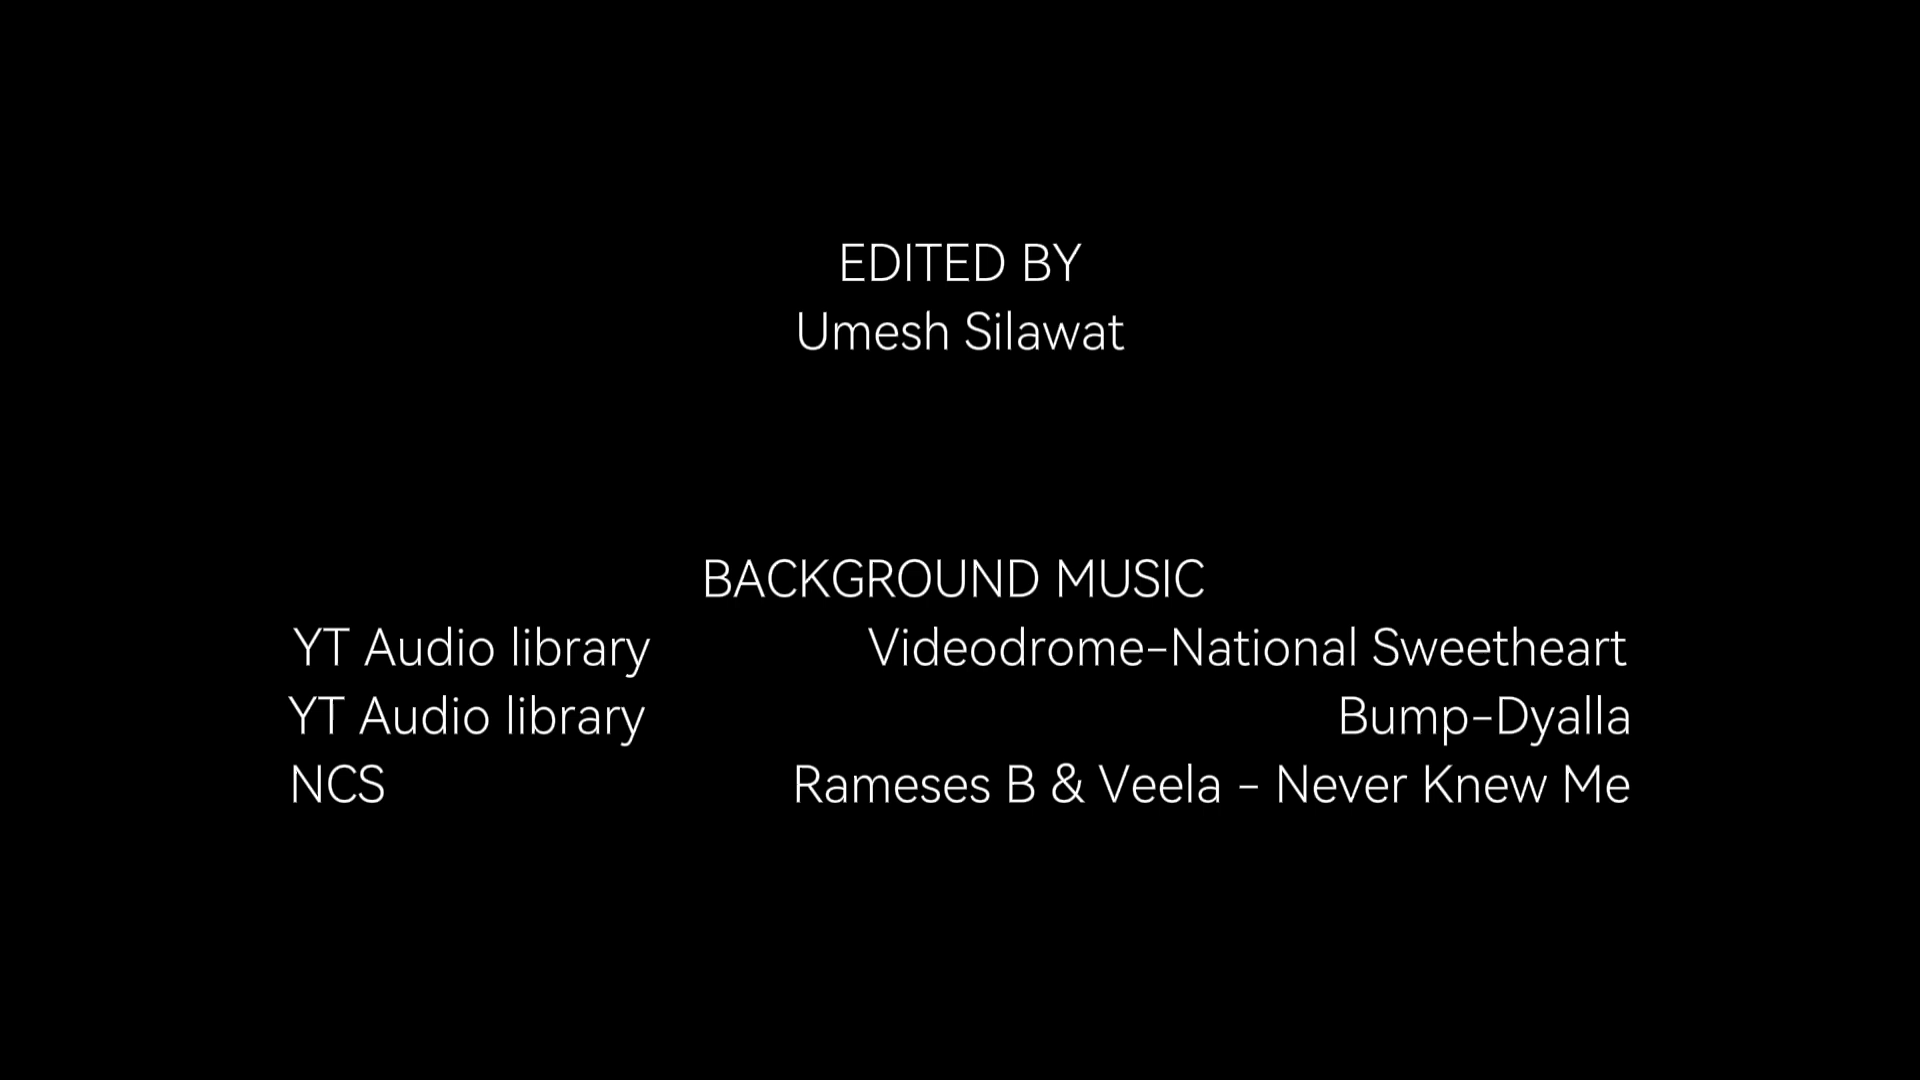 EDITED BY
Umesh Silawat
BACKGROUND MUSIC
YT Audio library Videodrome-National Sweetheart
YT Audio library Bump-Dyalla
NCS Rameses B & Veela - Never Knew Me